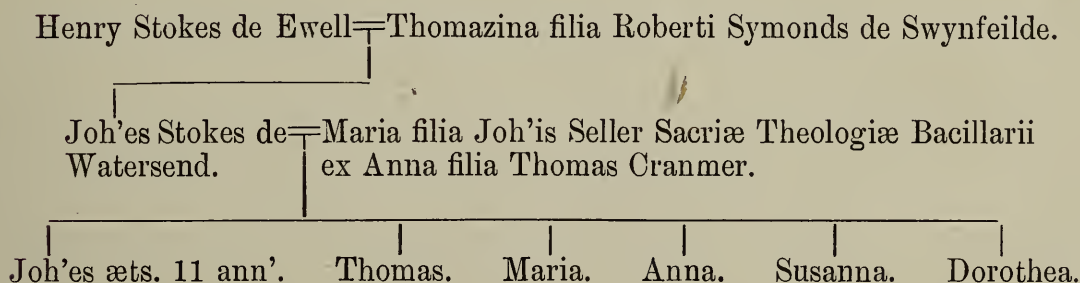 Henry Stokes de Ewell Thomazina filia Roberti Symonds de Swynfeilde.
Joh'es Stokes de Maria filia Joh'is Seller Sacriæ Theologiæ Bacillarii
Watersend. ex Anna filia Thomas Cranmer.
Joh'es æts. 11 ann'. Thomas. Maria. Anna. Susanna. Dorothea.